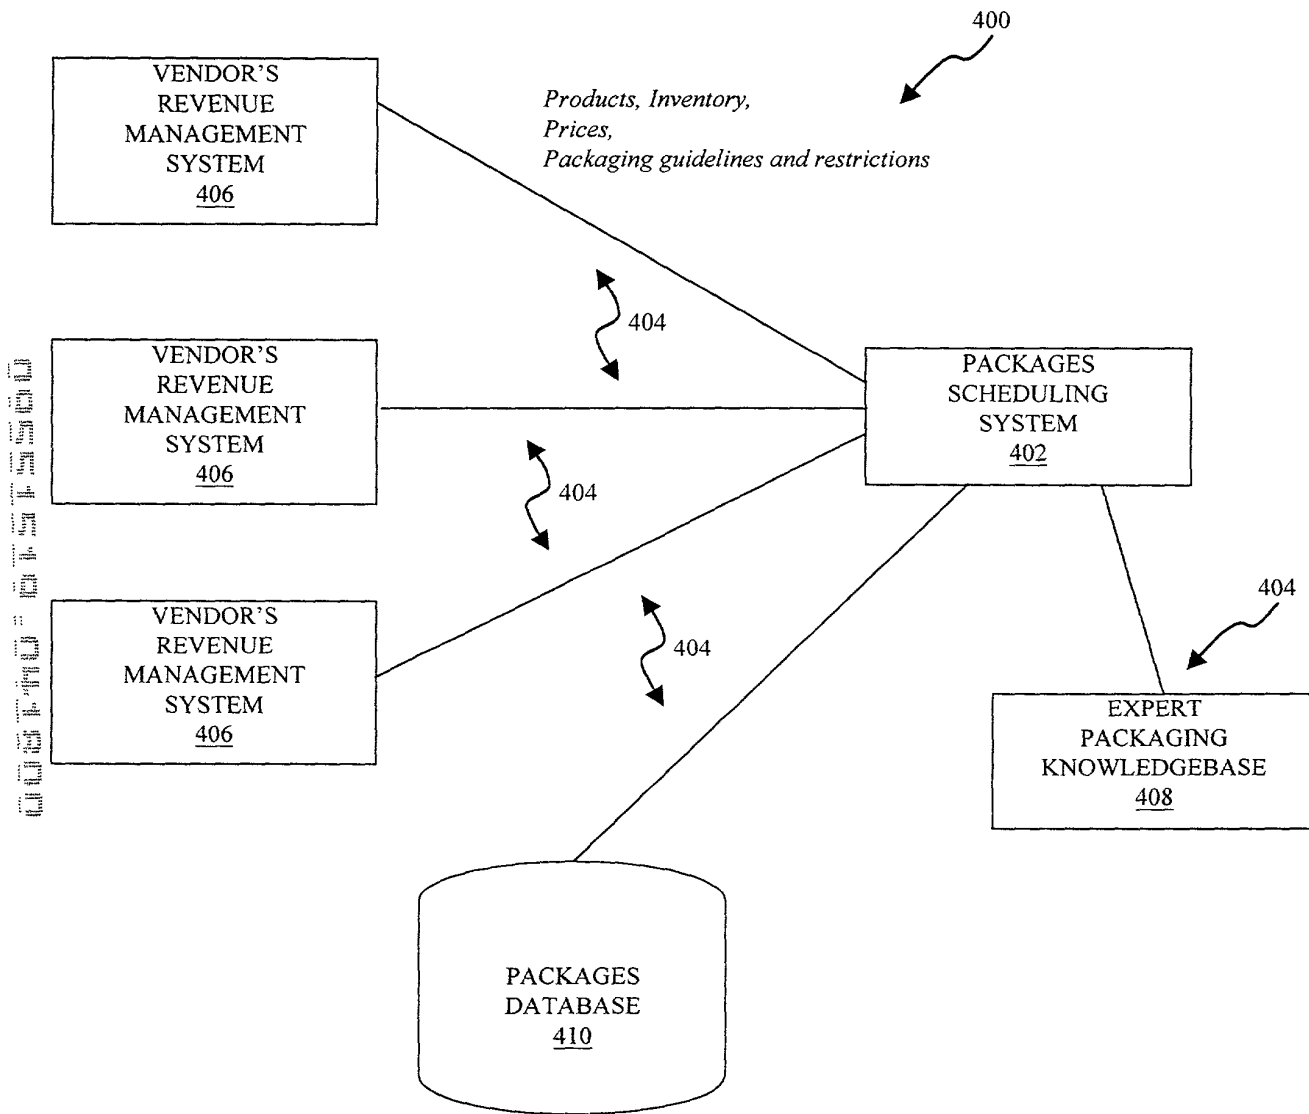 400
VENDOR'S
REVENUE
MANAGEMENT
SYSTEM
406
Products, Inventory,
Prices,
Packaging guidelines and restrictions
404
VENDOR'S
REVENUE
MANAGEMENT
SYSTEM
406
PACKAGES
SCHEDULING
SYSTEM
402
404
VENDOR'S
REVENUE
MANAGEMENT
SYSTEM
406
404
404
EXPERT
PACKAGING
KNOWLEDGEBASE
408
PACKAGES
DATABASE
410